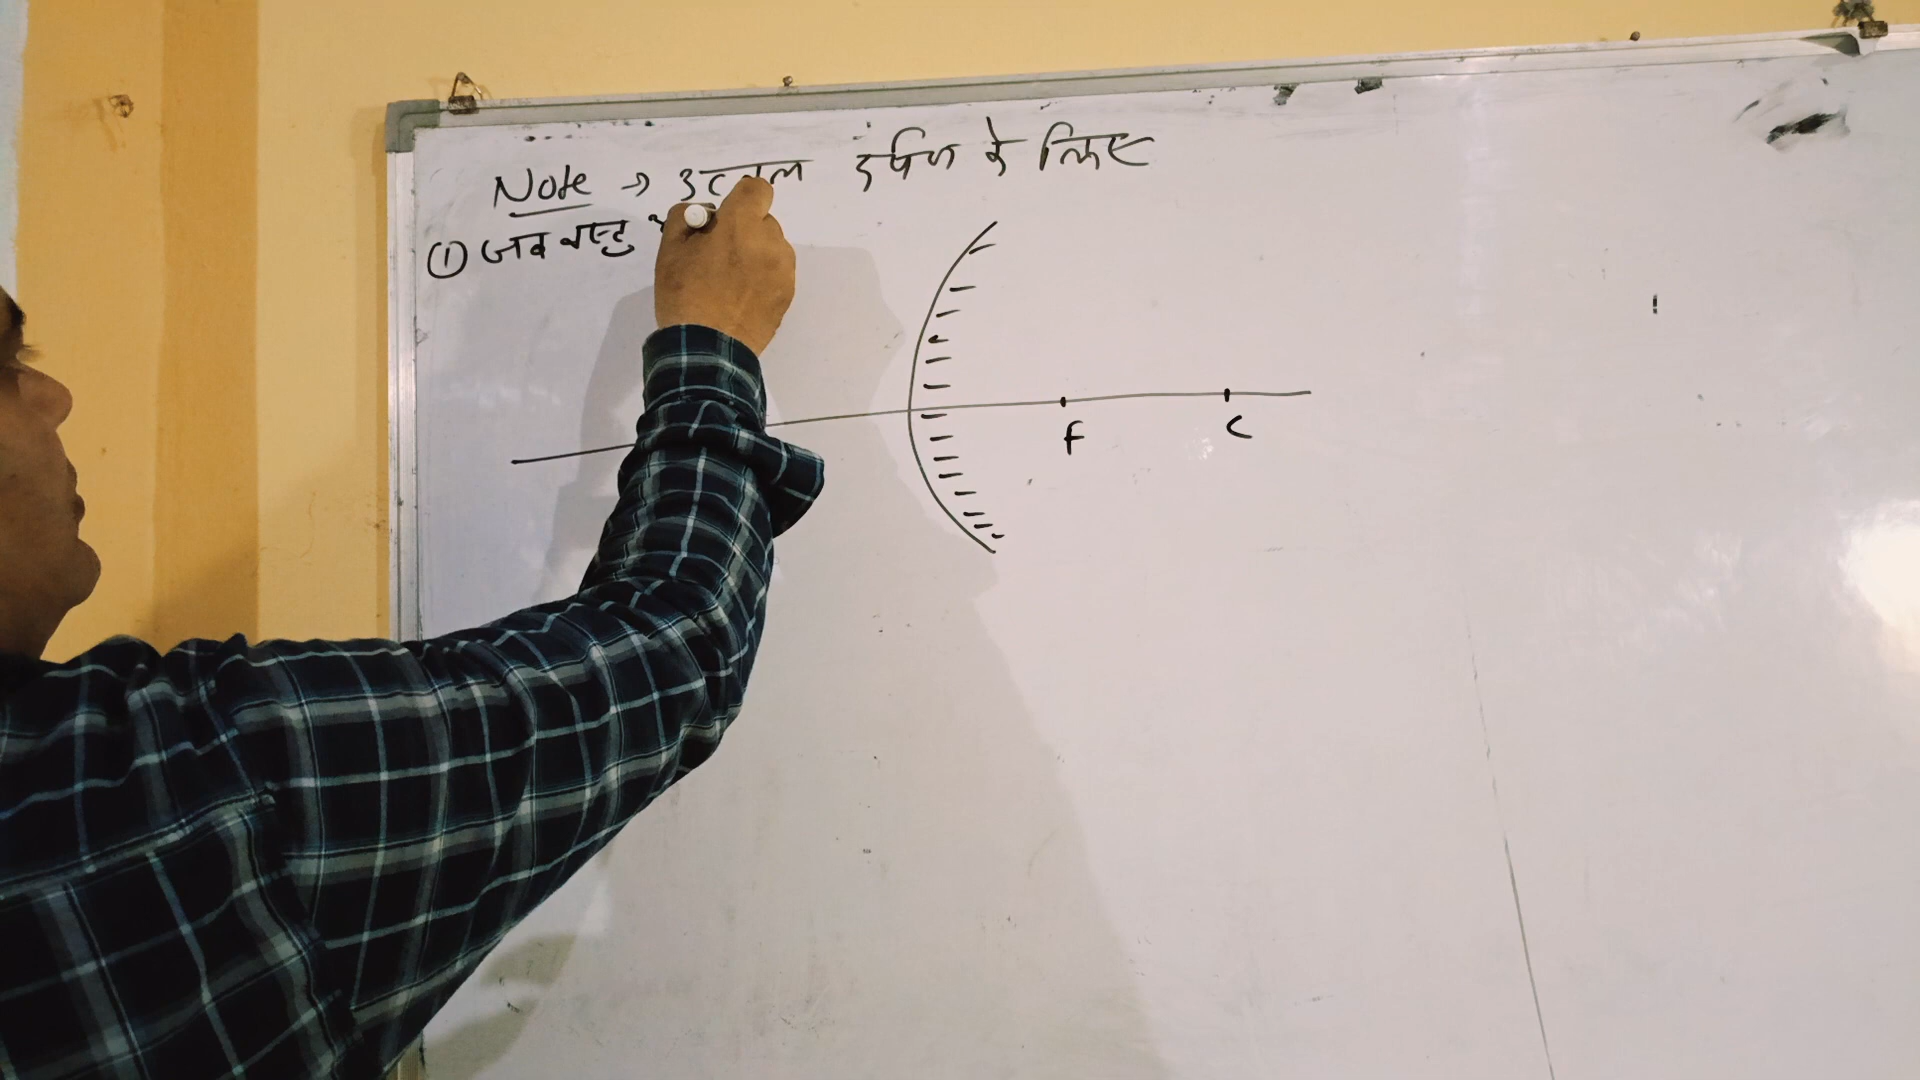 Note → उत्तल दर्पण के लिए
① जब वस्तु
F
C